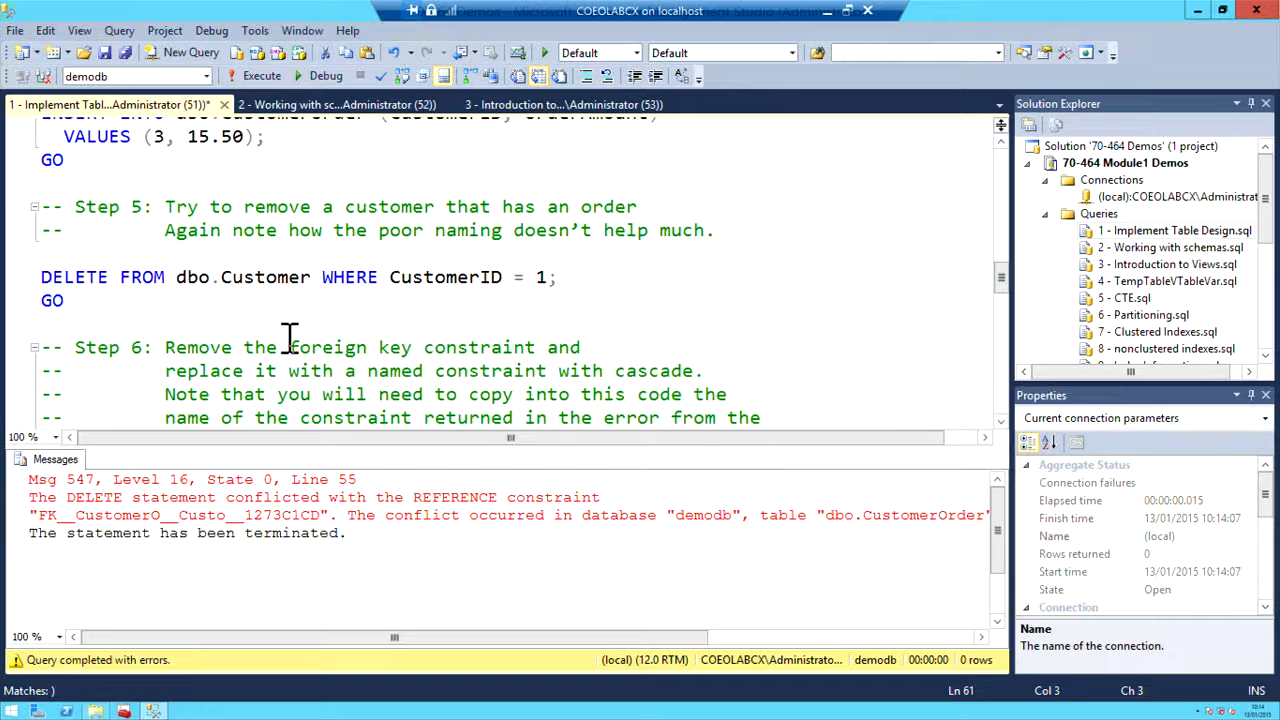 COEOLABCX on localhost
File Edit View Query Project Debug Tools Window Help
New Query Default Default
demodb Execute Debug
1 - Implement Tabl...Administrator (51))* 2 - Working with sc...Administrator (52)) 3 - Introduction to...\Administrator (53))
VALUES (3, 15.50);
GO
-- Step 5: Try to remove a customer that has an order
-- Again note how the poor naming doesn’t help much.
DELETE FROM dbo.Customer WHERE CustomerID = 1;
GO
-- Step 6: Remove the foreign key constraint and
-- replace it with a named constraint with cascade.
-- Note that you will need to copy into this code the
-- name of the constraint returned in the error from the
100 %
Messages
Msg 547, Level 16, State 0, Line 55
The DELETE statement conflicted with the REFERENCE constraint
"FK__CustomerO__Custo__1273C1CD". The conflict occurred in database "demodb", table "dbo.CustomerOrder"
The statement has been terminated.
100 %
Query completed with errors. (local) (12.0 RTM) COEOLABCX\Administrato... demodb 00:00:00 0 rows
Matches: ) Ln 61 Col 3 Ch 3 INS
Solution Explorer
Solution '70-464 Demos' (1 project)
70-464 Module1 Demos
Connections
(local):COEOLABCX\Administrat
Queries
1 - Implement Table Design.sql
2 - Working with schemas.sql
3 - Introduction to Views.sql
4 - TempTableVTableVar.sql
5 - CTE.sql
6 - Partitioning.sql
7 - Clustered Indexes.sql
8 - nonclustered indexes.sql
Properties
Current connection parameters
Aggregate Status
Connection failures
Elapsed time 00:00:00.015
Finish time 13/01/2015 10:14:07
Name (local)
Rows returned 0
Start time 13/01/2015 10:14:07
State Open
Connection
Name
The name of the connection.
10:14
13/01/2015